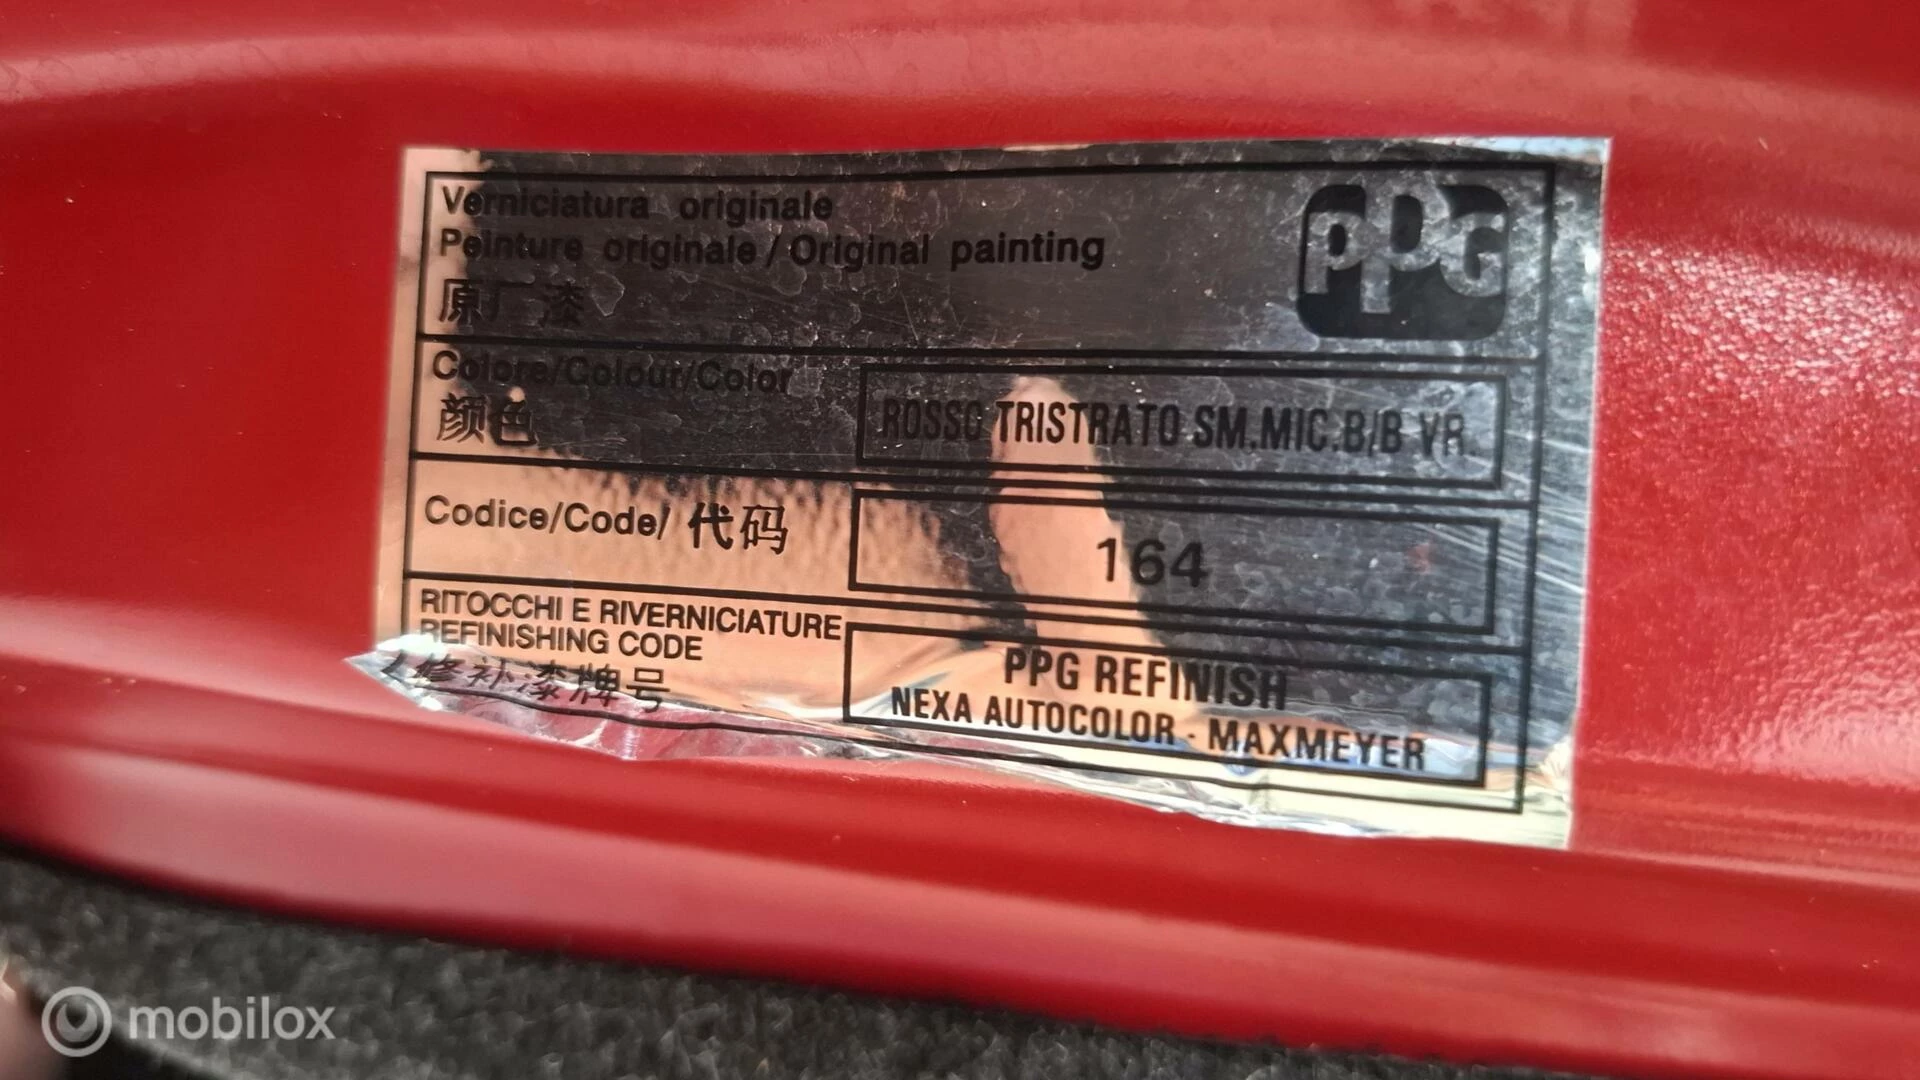 Verniciatura originale
Peinture originale / Original painting
原厂漆
PPG
Colore/Colour/Color
颜色
ROSSO TRISTRATO SM.MIC.B/B VR.
Codice/Code/ 代码
164
RITOCCHI E RIVERNICIATURE
REFINISHING CODE
修补漆牌号
PPG REFINISH
NEXA AUTOCOLOR - MAXMEYER
mobilox